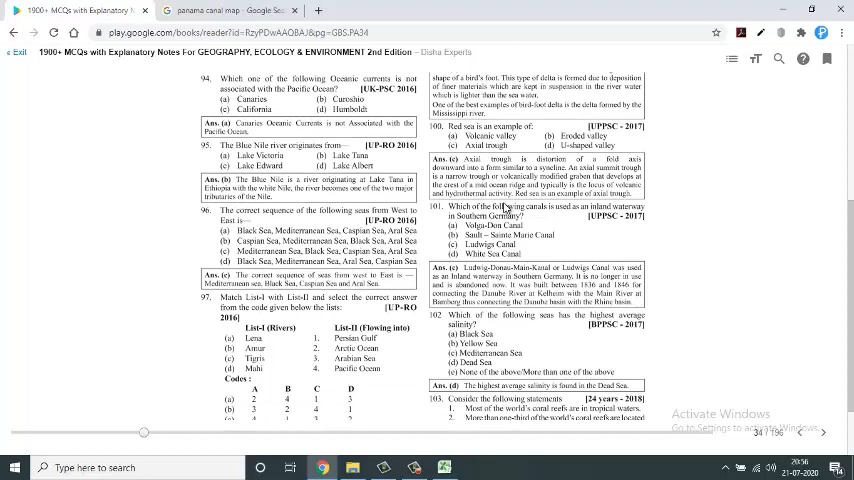 1900+ MCQs with Explanatory No
panama canal map - Google Sea
play.google.com/books/reader?id=RzyPDwAAQBAJ&pg=GBS.PA34
Exit
1900+ MCQs with Explanatory Notes For GEOGRAPHY, ECOLOGY & ENVIRONMENT 2nd Edition - Disha Experts
94. Which one of the following Oceanic currents is not
associated with the Pacific Ocean? [UK-PSC 2016]
(a) Canaries (b) Curoshio
(c) California (d) Humboldt
Ans. (a) Canaries Oceanic Currents is not Associated with the
Pacific Ocean.
95. The Blue Nile river originates from— [UP-RO 2016]
(a) Lake Victoria (b) Lake Tana
(c) Lake Edward (d) Lake Albert
Ans. (b) The Blue Nile is a river originating at Lake Tana in
Ethiopia with the white Nile, the river becomes one of the two major
tributaries of the Nile.
96. The correct sequence of the following seas from West to
East is— [UP-RO 2016]
(a) Black Sea, Mediterranean Sea, Caspian Sea, Aral Sea
(b) Caspian Sea, Mediterranean Sea, Black Sea, Aral Sea
(c) Mediterranean Sea, Black Sea, Caspian Sea, Aral Sea
(d) Black Sea, Mediterranean Sea, Aral Sea, Caspian Sea
Ans. (c) The correct sequence of seas from west to East is —
Mediterranean sea, Black Sea, Caspian Sea and Aral Sea.
97. Match List-I with List-II and select the correct answer
from the code given below the lists: [UP-RO
2016]
List-I (Rivers) List-II (Flowing into)
(a) Lena 1. Persian Gulf
(b) Amur 2. Arctic Ocean
(c) Tigris 3. Arabian Sea
(d) Mahi 4. Pacific Ocean
Codes :
A B C D
(a) 2 4 1 3
(b) 3 2 4 1
shape of a bird's foot. This type of delta is formed due to deposition
of finer materials which are kept in suspension in the river water
which is lighter than the sea water.
One of the best examples of bird-foot delta is the delta formed by the
Mississippi river.
100. Red sea is an example of: [UPPSC - 2017]
(a) Volcanic valley (b) Eroded valley
(c) Axial trough (d) U-shaped valley
Ans. (c) Axial trough is distortion of a fold axis
downward into a form similar to a syncline. An axial summit trough
is a narrow trough or volcanically modified graben that develops at
the crest of a mid ocean ridge and typically is the locus of volcanic
and hydrothermal activity. Red sea is an example of axial trough.
101. Which of the following canals is used as an inland waterway
in Southern Germany? [UPPSC - 2017]
(a) Volga-Don Canal
(b) Sault – Sainte Marie Canal
(c) Ludwigs Canal
(d) White Sea Canal
Ans. (c) Ludwig-Donau-Main-Kanal or Ludwigs Canal was used
as an Inland waterway in Southern Germany. It is no longer in use
and is abandoned now. It was built between 1836 and 1846 for
connecting the Danube River at Kelheim with the Main River at
Bamberg thus connecting the Danube basin with the Rhine basin.
102 Which of the following seas has the highest average
salinity? [BPPSC - 2017]
(a) Black Sea
(b) Yellow Sea
(c) Mediterranean Sea
(d) Dead Sea
(e) None of the above/More than one of the above
Ans. (d) The highest average salinity is found in the Dead Sea.
103. Consider the following statements [24 years - 2018]
1. Most of the world's coral reefs are in tropical waters.
2. More than one-third of the world's coral reefs are located
Activate Windows
Go to Settings to activate Windows.
34 / 196
Type here to search
20:56
21-07-2020